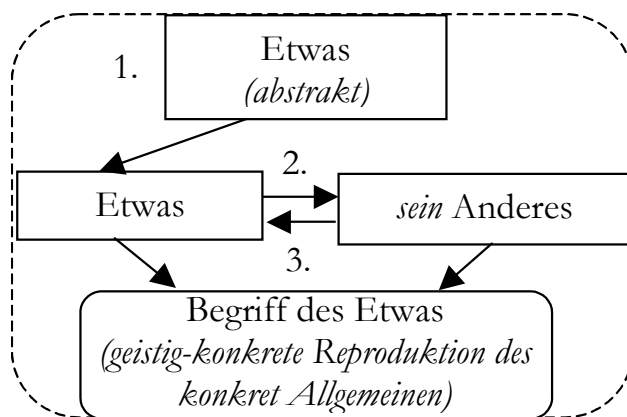 1.
Etwas
(abstrakt)
2.
Etwas
sein Anderes
3.
Begriff des Etwas
(geistig-konkrete Reproduktion des
konkret Allgemeinen)